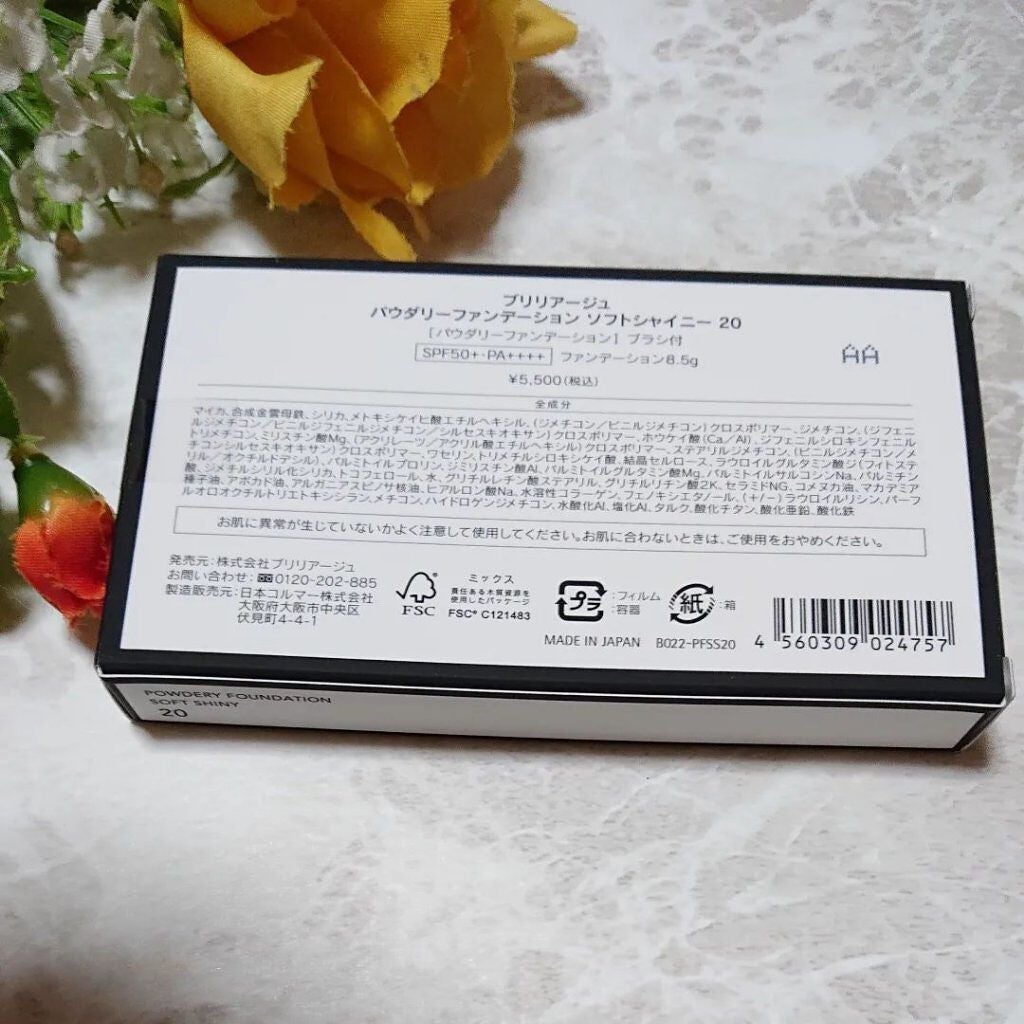 ブリリアージュ
パウダリーファンデーション ソフトシャイニー 20
[パウダリーファンデーション] ブラシ付
SPF50+・PA++++ ファンデーション8.5g
¥5,500(税込)
全成分
マイカ、合成金雲母鉄、シリカ、メトキシケイヒ酸エチルヘキシル、(ジメチコン/ビニルジメチコン)クロスポリマー、ジメチコン、(ジフェニ
ルジメチコン/ビニルジフェニルジメチコン/シルセスキオキサン)クロスポリマー、ホウケイ酸(Ca/Al)、ジフェニルシロキシフェニル
トリメチコン、ミリスチン酸Mg、(アクリレーツ/アクリル酸エチルヘキシル)クロスポリマー、ステアリルジメチコン、(ビニルジメチコン/メ
チコンシルセスキオキサン)クロスポリマー、ワセリン、トリメチルシロキシケイ酸、結晶セルロース、ラウロイルグルタミン酸ジ(フィトステ
リル/オクチルドデシル)、パルミトイルプロリン、ジミリスチン酸Al、パルミトイルグルタミン酸Mg、パルミトイルサルコシンNa、パルミチン
酸、ジメチルシリル化シリカ、トコフェロール、水、グリチルレチン酸ステアリル、グリチルリチン酸2K、セラミドNG、コメヌカ油、マカデミア
種子油、アボカド油、アルガニアスピノサ核油、ヒアルロン酸Na、水溶性コラーゲン、フェノキシエタノール、(+/-)ラウロイルリシン、パーフ
ルオロオクチルトリエトキシシラン、メチコン、ハイドロゲンジメチコン、水酸化Al、塩化Al、タルク、酸化チタン、酸化亜鉛、酸化鉄
お肌に異常が生じていないかよく注意して使用してください。お肌に合わないときは、ご使用をおやめください。
発売元:株式会社ブリリアージュ
お問い合わせ:0120-202-885
製造販売元:日本コルマー株式会社
大阪府大阪市中央区
伏見町4-4-1
FSC
ミックス
責任ある木質資源を
使用したパッケージ
FSC® C121483
プラ
:フィルム
:容器
紙
:箱
MADE IN JAPAN B022-PFSS20
4 560309 024757
POWDERY FOUNDATION
SOFT SHINY
20